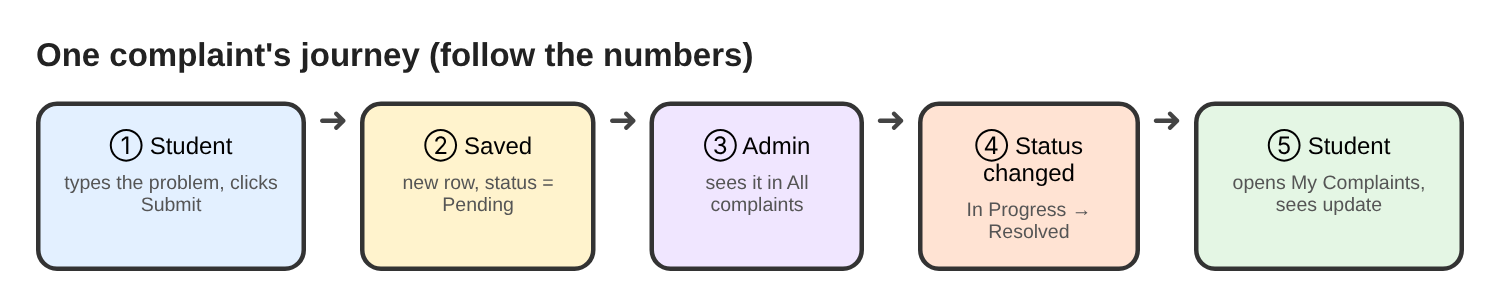 One complaint's journey (follow the numbers)
① Student
types the problem, clicks
Submit
➜
② Saved
new row, status =
Pending
➜
③ Admin
sees it in All
complaints
➜
④ Status
changed
In Progress →
Resolved
➜
⑤ Student
opens My Complaints,
sees update